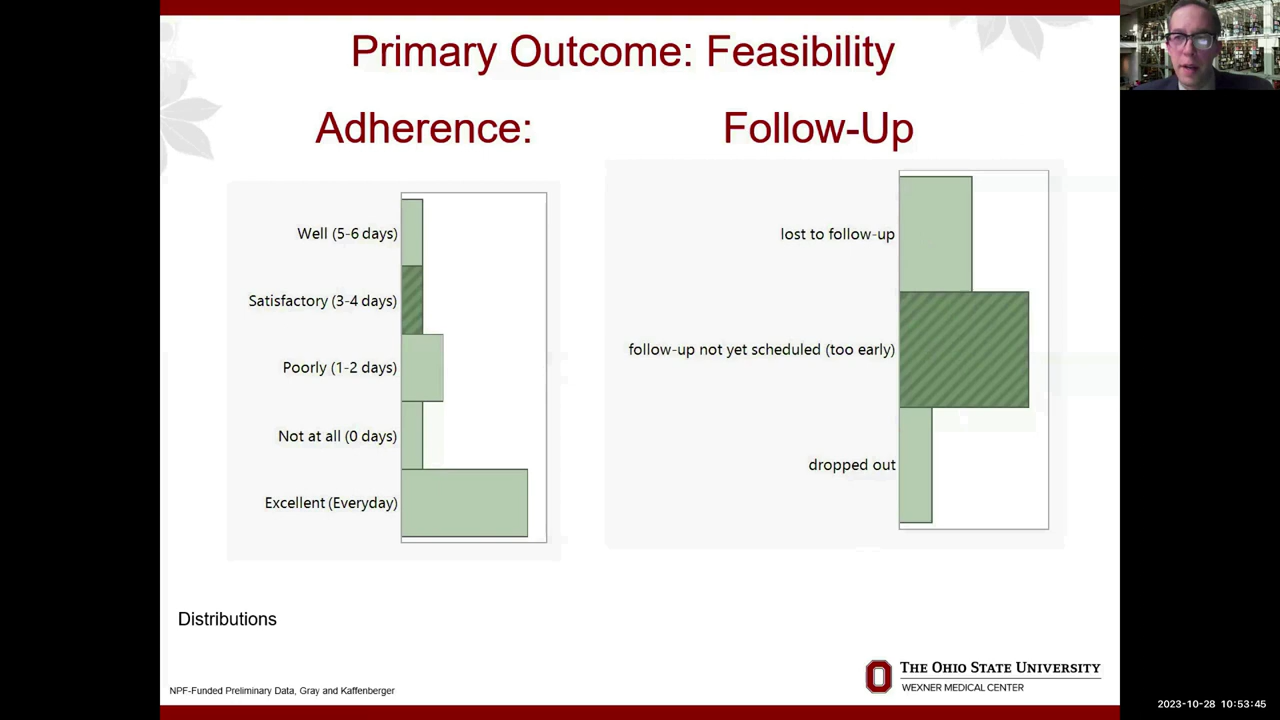 Primary Outcome: Feasibility
Adherence:
Follow-Up
Well (5-6 days)
Satisfactory (3-4 days)
Poorly (1-2 days)
Not at all (0 days)
Excellent (Everyday)
lost to follow-up
follow-up not yet scheduled (too early)
dropped out
Distributions
NPF-Funded Preliminary Data, Gray and Kaffenberger
THE OHIO STATE UNIVERSITY
WEXNER MEDICAL CENTER
2023-10-28 10:53:45